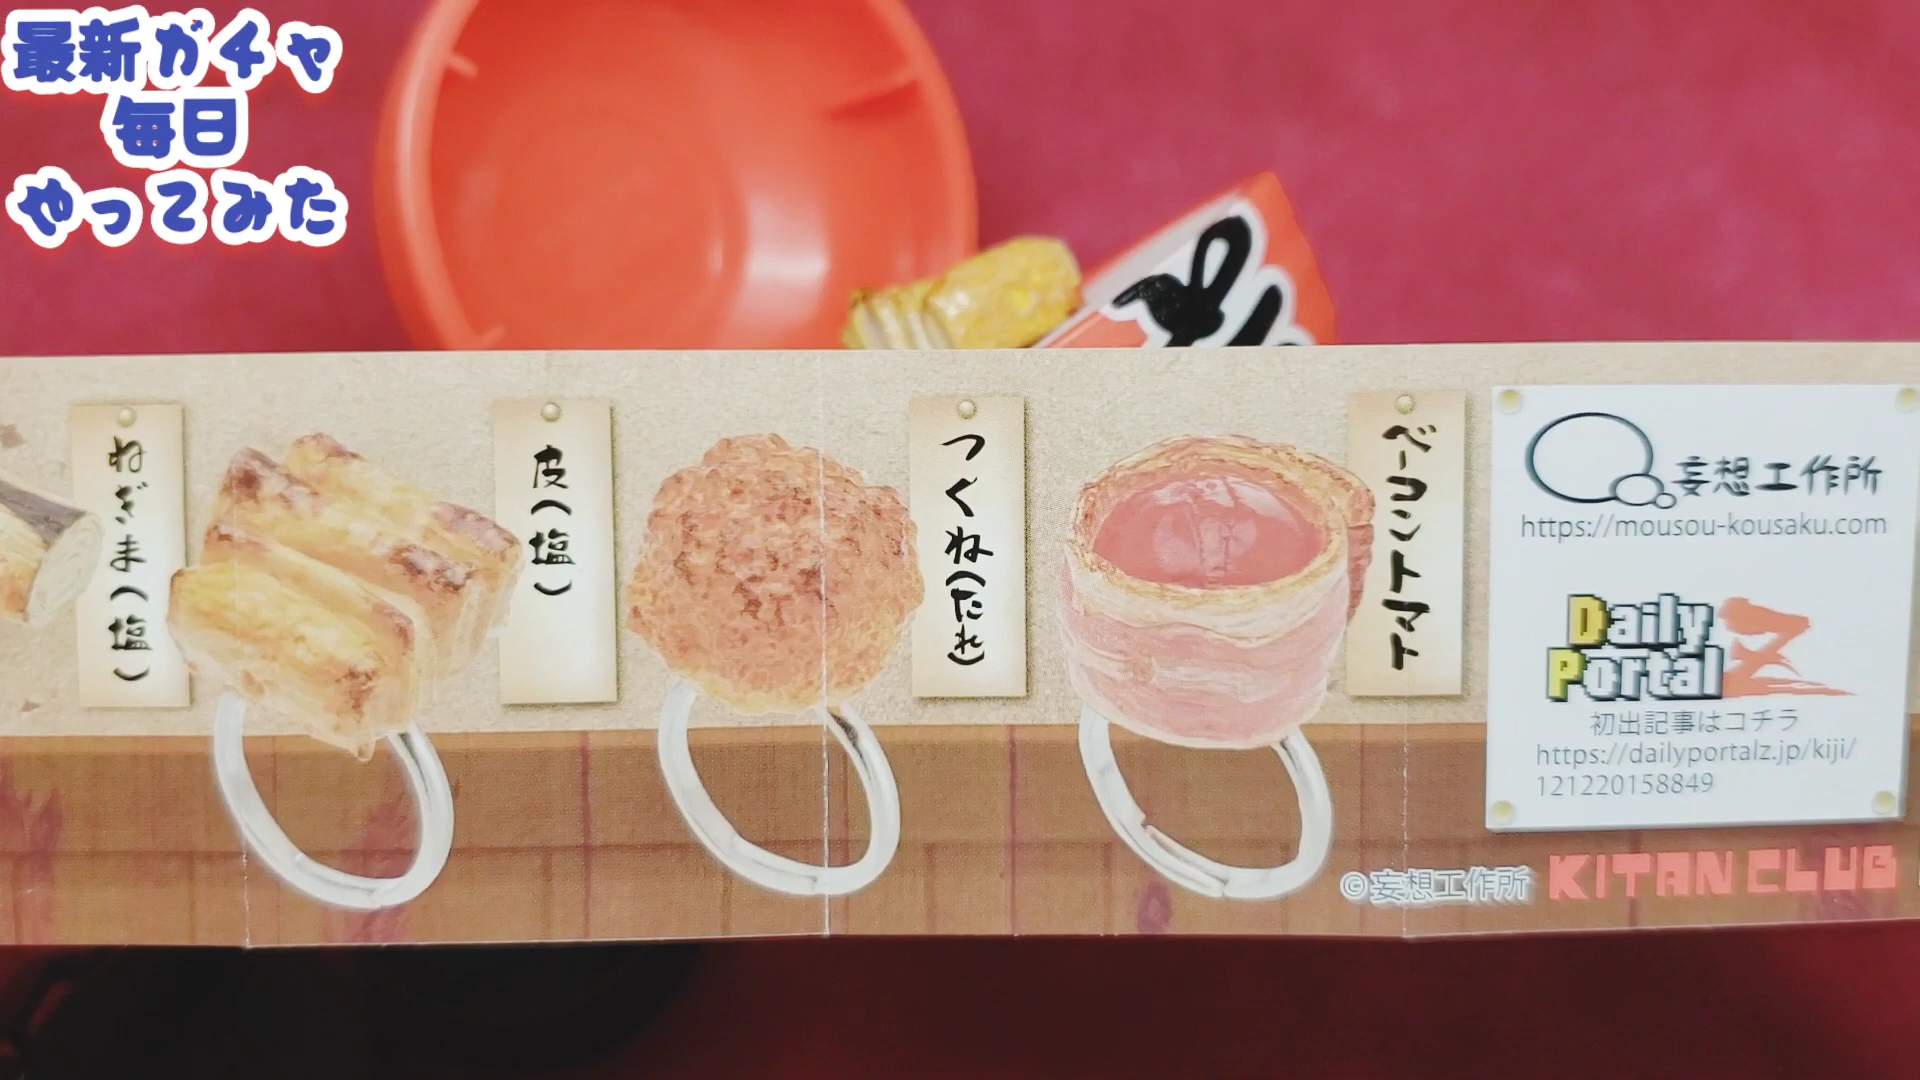 最新ガチャ
毎日
やってみた
ねぎま(塩)
皮(塩)
つくね(たれ)
ベーコントマト
妄想工作所
https://mousou-kousaku.com
Daily
Portal Z
初出記事はコチラ
https://dailyportalz.jp/kiji/
121220158849
©妄想工作所 KITAN CLUB